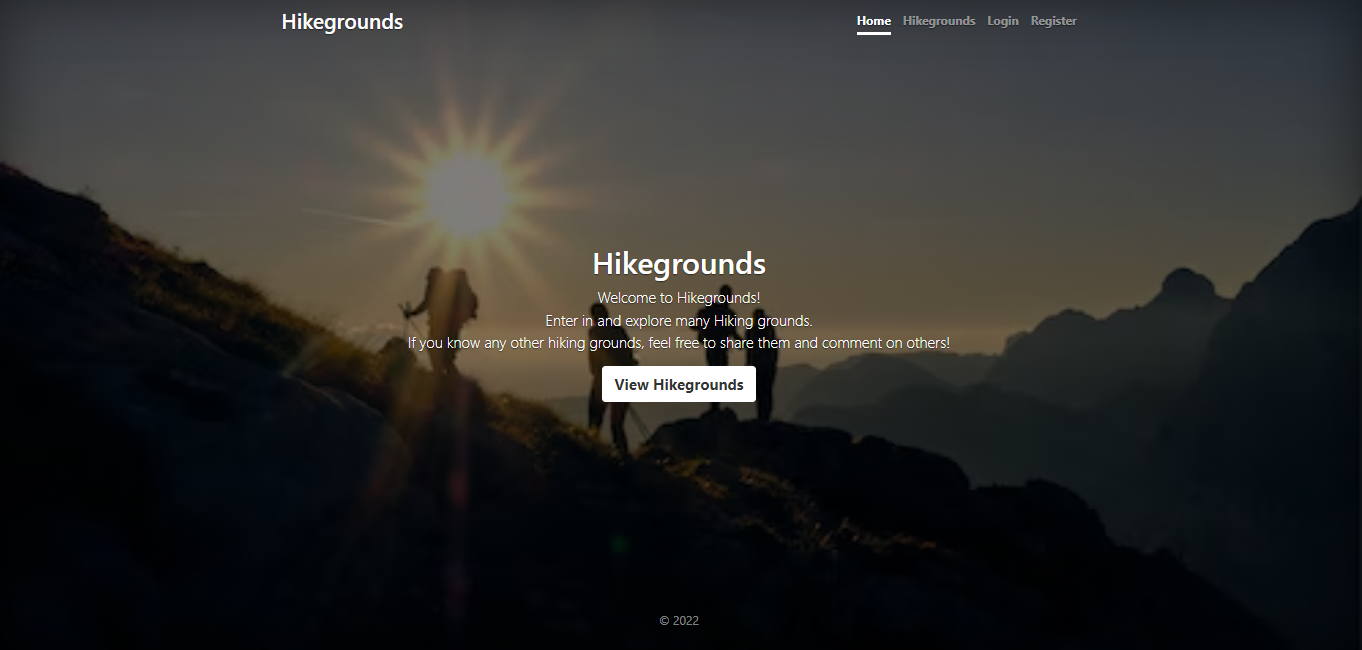 Hikegrounds
Home Hikegrounds Login Register
Hikegrounds
Welcome to Hikegrounds!
Enter in and explore many Hiking grounds.
If you know any other hiking grounds, feel free to share them and comment on others!
View Hikegrounds
© 2022